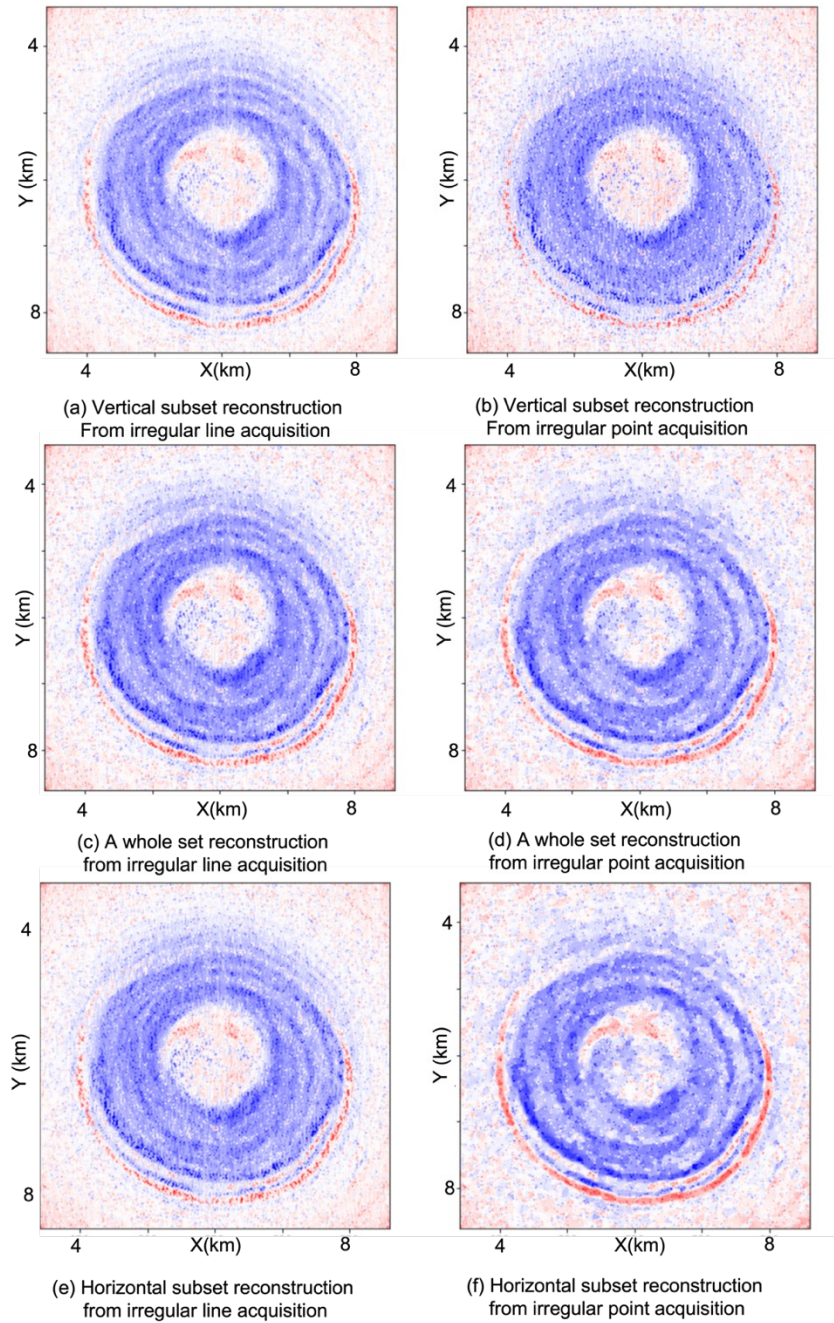 4
4
Y (km)
Y (km)
8
8
4
X(km)
8
4
X(km)
8
(a) Vertical subset reconstruction
From irregular line acquisition
(b) Vertical subset reconstruction
From irregular point acquisition
4
4
Y (km)
Y (km)
8
8
4
X(km)
8
4
X(km)
8
(c) A whole set reconstruction
from irregular line acquisition
(d) A whole set reconstruction
from irregular point acquisition
4
4
Y (km)
Y (km)
8
8
4
X(km)
8
4
X(km)
8
(e) Horizontal subset reconstruction
from irregular line acquisition
(f) Horizontal subset reconstruction
from irregular point acquisition